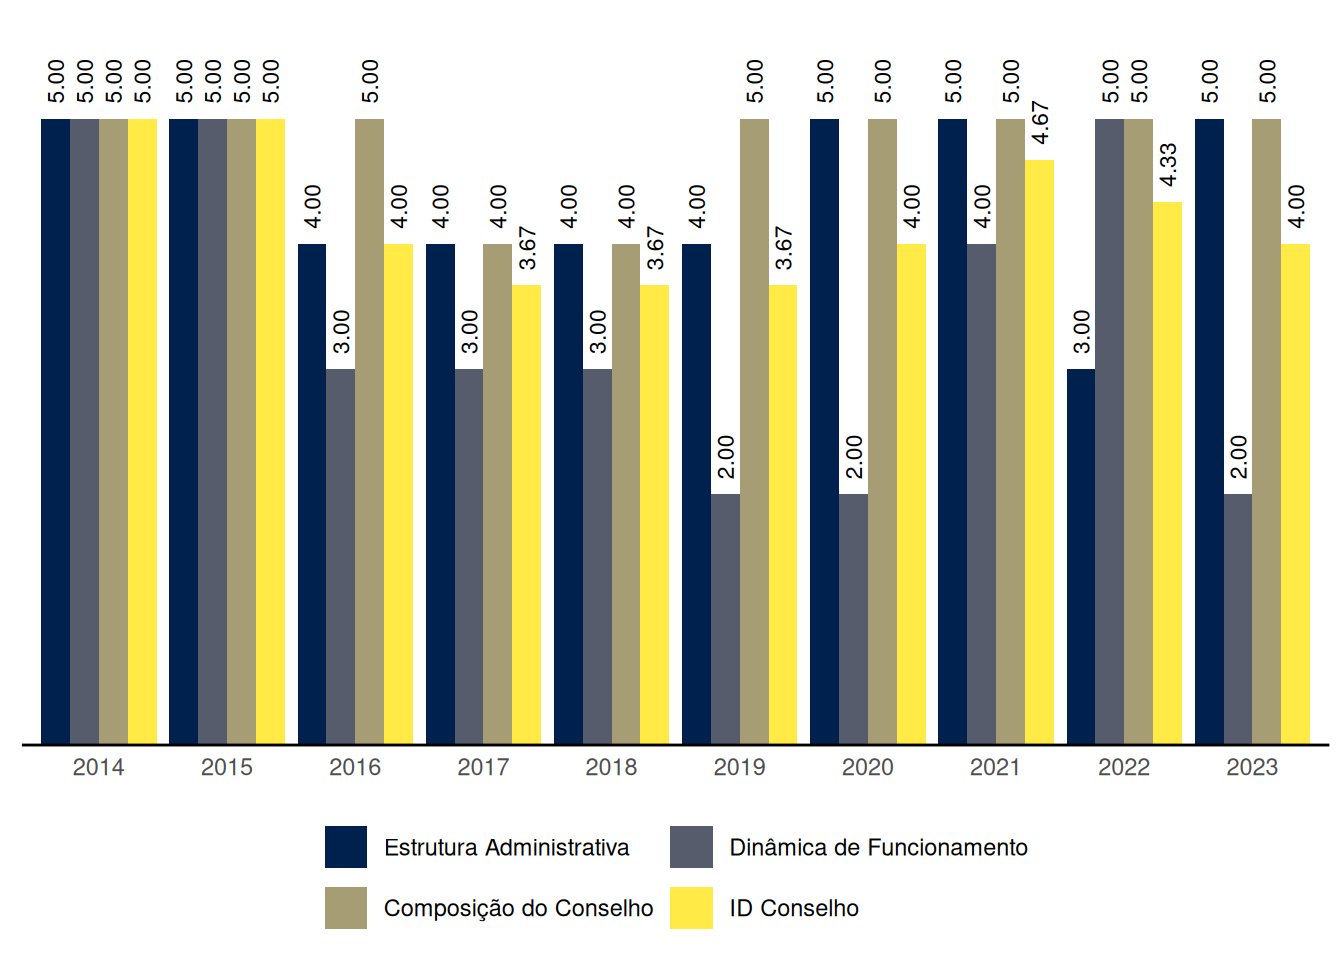 5.00 5.00 5.00 5.00 5.00 5.00 5.00 5.00 4.00 3.00 5.00 4.00 4.00 3.00 4.00 3.67 4.00 3.00 4.00 3.67 4.00 2.00 5.00 3.67 5.00 2.00 5.00 4.00 5.00 4.00 5.00 4.67 3.00 5.00 5.00 4.33 5.00 2.00 5.00 4.00
2014 2015 2016 2017 2018 2019 2020 2021 2022 2023
Estrutura Administrativa Dinâmica de Funcionamento
Composição do Conselho ID Conselho